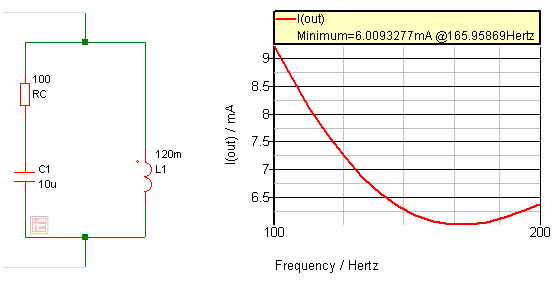 100
RC
C1
10u
120m
L1
I(out)
Minimum=6.0093277mA @165.95869Hertz
I(out) / mA
9
8.5
8
7.5
7
6.5
100
200
Frequency / Hertz